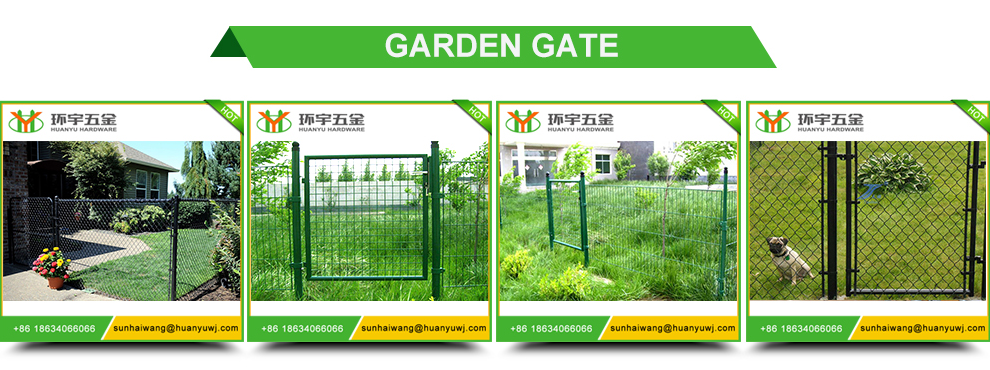 GARDEN GATE
HOT
环宇五金
HUANYU HARDWARE
+86 18634066066
sunhaiwang@huanyuwj.com
HOT
环宇五金
HUANYU HARDWARE
+86 18634066066
sunhaiwang@huanyuwj.com
HOT
环宇五金
HUANYU HARDWARE
+86 18634066066
sunhaiwang@huanyuwj.com
HOT
环宇五金
HUANYU HARDWARE
+86 18634066066
sunhaiwang@huanyuwj.com